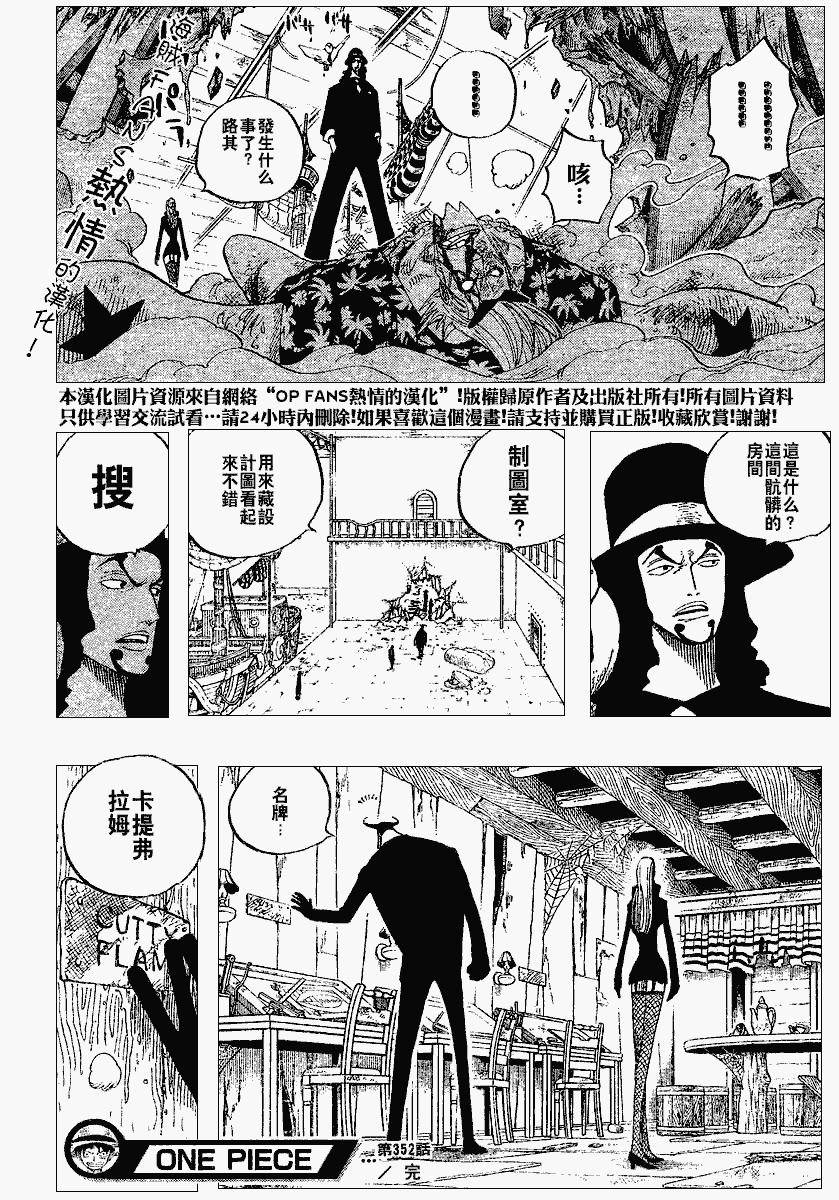 海賊パラ
FANS熱情的漢化!
咳…
發生什么
事了?
路其
本漢化圖片資源來自網絡“OP FANS熱情的漢化”!版權歸原作者及出版社所有!所有圖片資料
只供學習交流試看…請24小時內刪除!如果喜歡這個漫畫!請支持並購買正版!收藏欣賞!謝謝!
這是什么?
這間骯髒的
房間
制圖室?
用來藏設
計圖看起
來不錯
搜
名牌…
卡提弗
拉姆
CUTT
FLAM
ONE PIECE
第352話
…/完